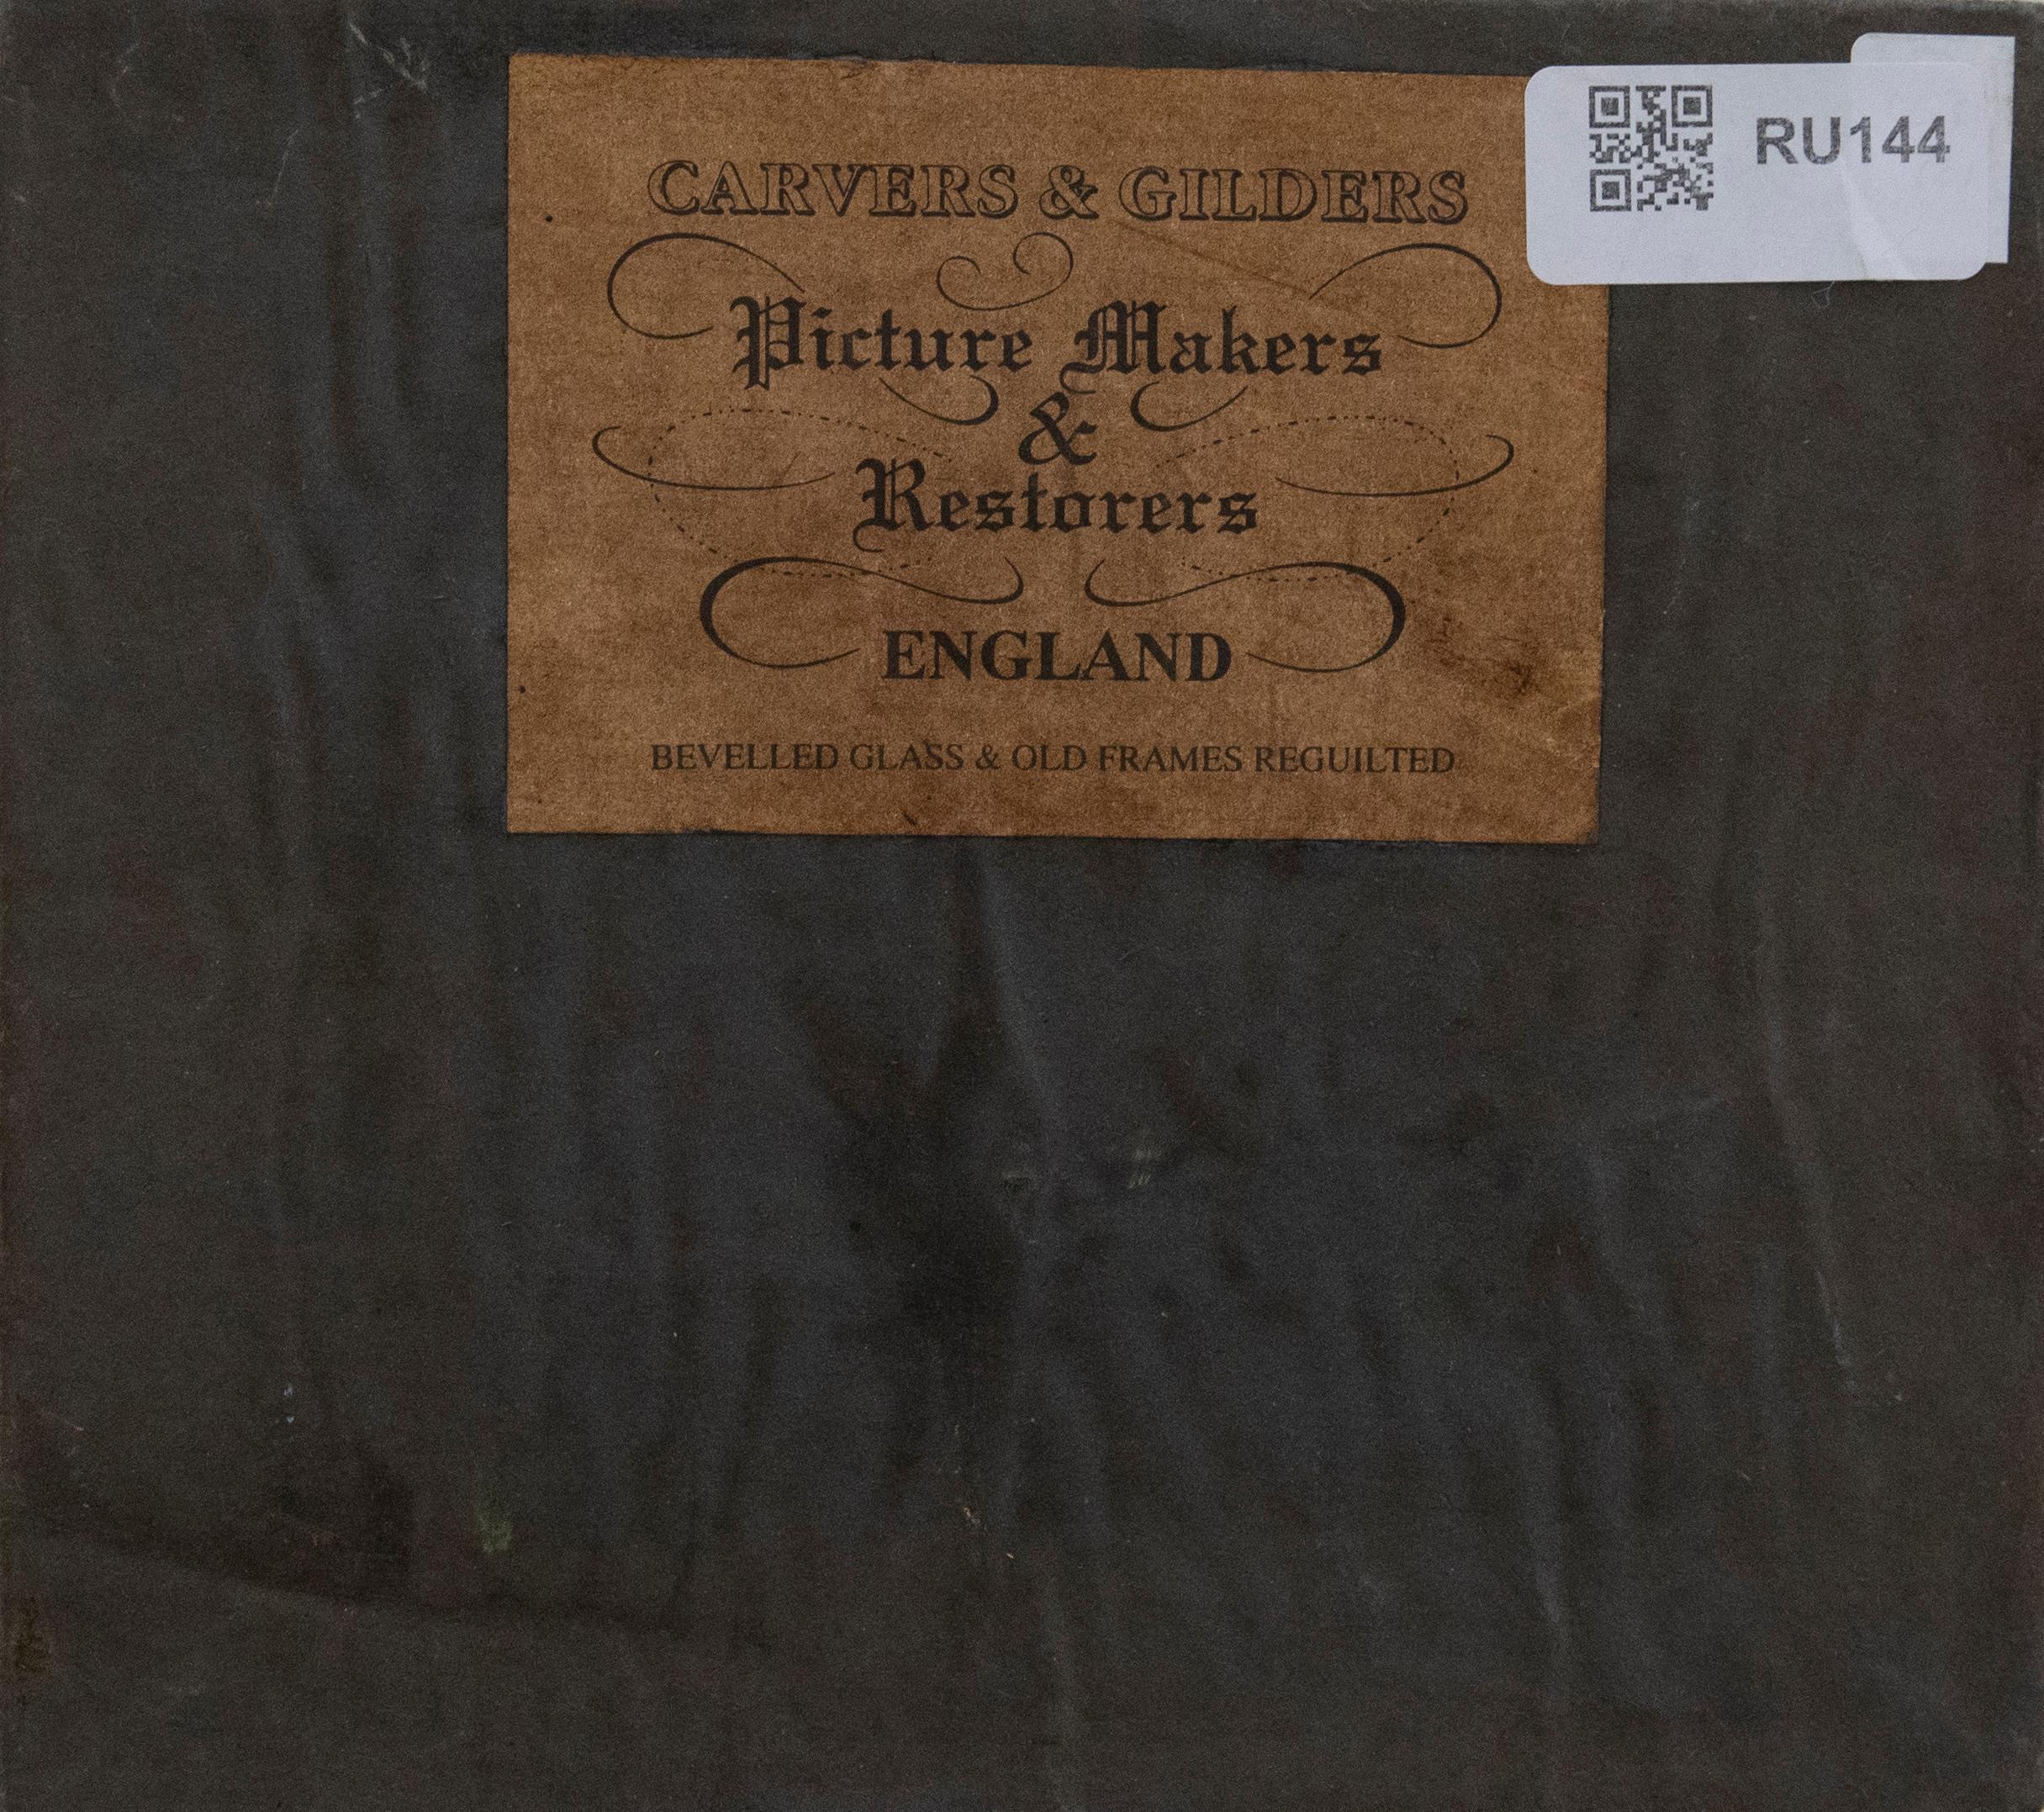 CARVERS & GILDERS
RU144
Picture Makers
&
Restorers
ENGLAND
BEVELLED GLASS & OLD FRAMES REGUILTED